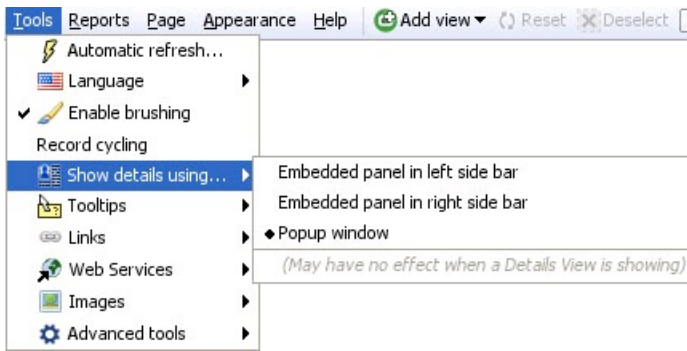 Tools Reports Page Appearance Help Add view Reset Deselect
Automatic refresh...
Language
Enable brushing
Record cycling
Show details using...
Embedded panel in left side bar
Embedded panel in right side bar
Popup window
(May have no effect when a Details View is showing)
Tooltips
Links
Web Services
Images
Advanced tools